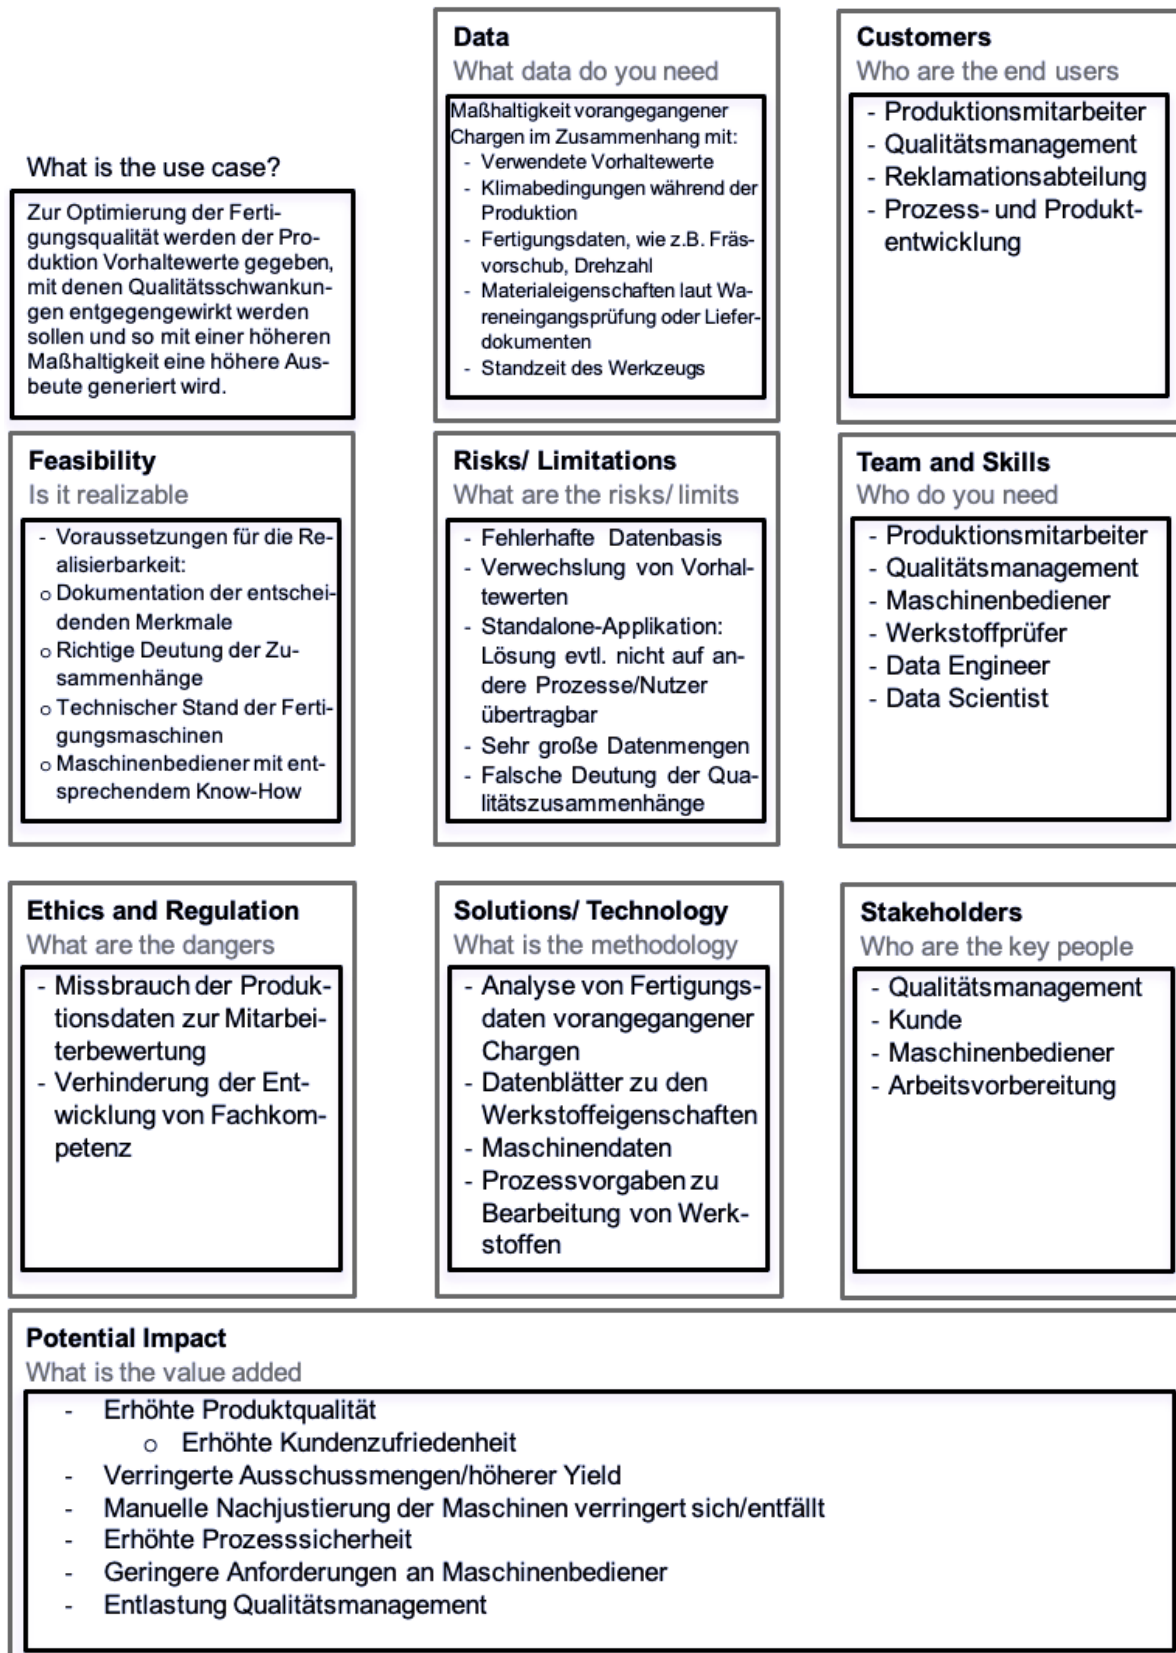 What is the use case?
Zur Optimierung der Ferti-
gungsqualität werden der Pro-
duktion Vorhaltewerte gegeben,
mit denen Qualitätsschwankun-
gen entgegengewirkt werden
sollen und so mit einer höheren
Maßhaltigkeit eine höhere Aus-
beute generiert wird.
Data
What data do you need
Maßhaltigkeit vorangegangener
Chargen im Zusammenhang mit:
- Verwendete Vorhaltewerte
- Klimabedingungen während der
Produktion
- Fertigungsdaten, wie z.B. Fräs-
vorschub, Drehzahl
- Materialeigenschaften laut Wa-
reneingangsprüfung oder Liefer-
dokumenten
- Standzeit des Werkzeugs
Customers
Who are the end users
- Produktionsmitarbeiter
- Qualitätsmanagement
- Reklamationsabteilung
- Prozess- und Produkt-
entwicklung
Feasibility
Is it realizable
- Voraussetzungen für die Re-
alisierbarkeit:
o Dokumentation der entschei-
denden Merkmale
o Richtige Deutung der Zu-
sammenhänge
o Technischer Stand der Ferti-
gungsmaschinen
o Maschinenbediener mit ent-
sprechendem Know-How
Risks/ Limitations
What are the risks/ limits
- Fehlerhafte Datenbasis
- Verwechslung von Vorhal-
tewerten
- Standalone-Applikation:
Lösung evtl. nicht auf an-
dere Prozesse/Nutzer
übertragbar
- Sehr große Datenmengen
- Falsche Deutung der Qua-
litätszusammenhänge
Team and Skills
Who do you need
- Produktionsmitarbeiter
- Qualitätsmanagement
- Maschinenbediener
- Werkstoffprüfer
- Data Engineer
- Data Scientist
Ethics and Regulation
What are the dangers
- Missbrauch der Produk-
tionsdaten zur Mitarbei-
terbewertung
- Verhinderung der Ent-
wicklung von Fachkom-
petenz
Solutions/ Technology
What is the methodology
- Analyse von Fertigungs-
daten vorangegangener
Chargen
- Datenblätter zu den
Werkstoffeigenschaften
- Maschinendaten
- Prozessvorgaben zu
Bearbeitung von Werk-
stoffen
Stakeholders
Who are the key people
- Qualitätsmanagement
- Kunde
- Maschinenbediener
- Arbeitsvorbereitung
Potential Impact
What is the value added
- Erhöhte Produktqualität
o Erhöhte Kundenzufriedenheit
- Verringerte Ausschussmengen/höherer Yield
- Manuelle Nachjustierung der Maschinen verringert sich/entfällt
- Erhöhte Prozesssicherheit
- Geringere Anforderungen an Maschinenbediener
- Entlastung Qualitätsmanagement